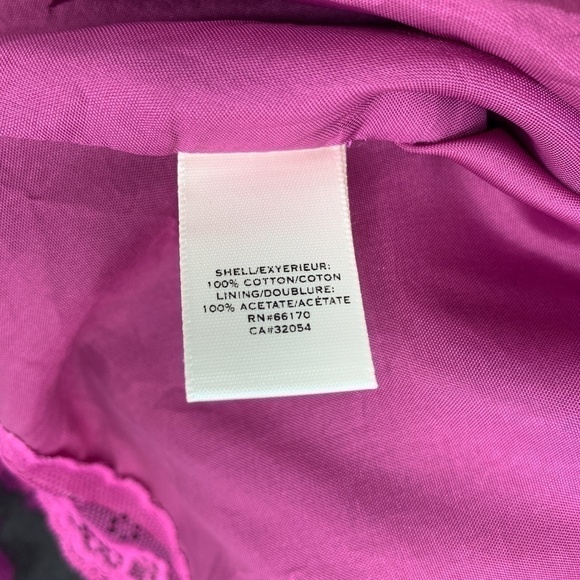 SHELL/EXYERIEUR:
100% COTTON/COTON
LINING/DOUBLURE:
100% ACETATE/ACÉTATE
RN#66170
CA#32054